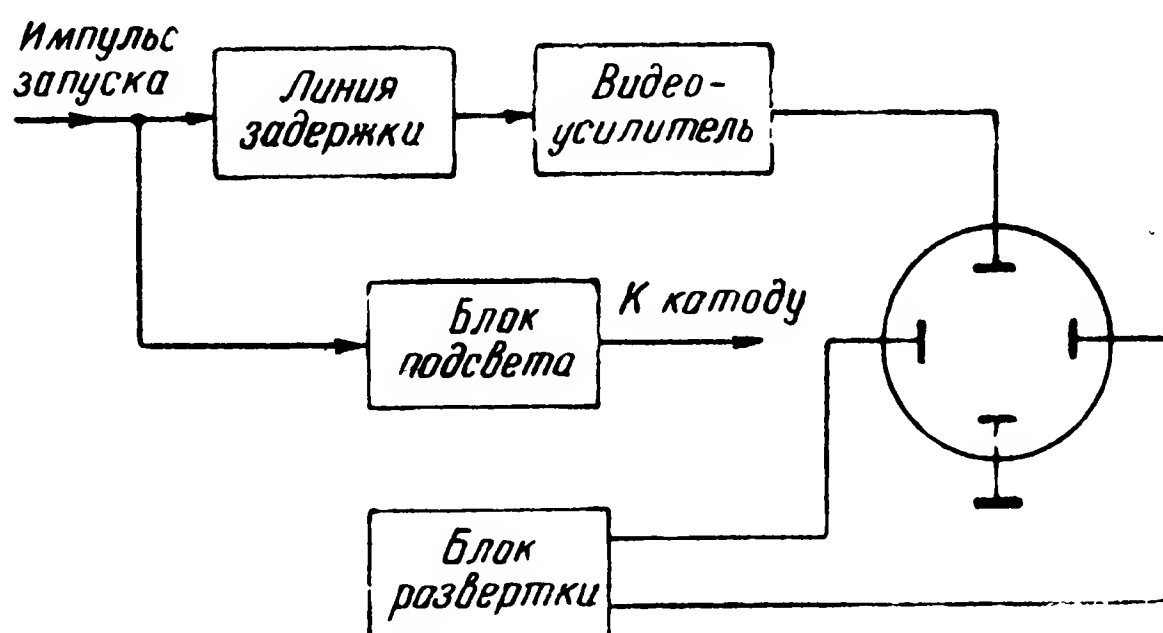 Импульс
запуска
Линия
задержки
Видео-
усилитель
Блок
подсвета
К катоду
Блок
развертки